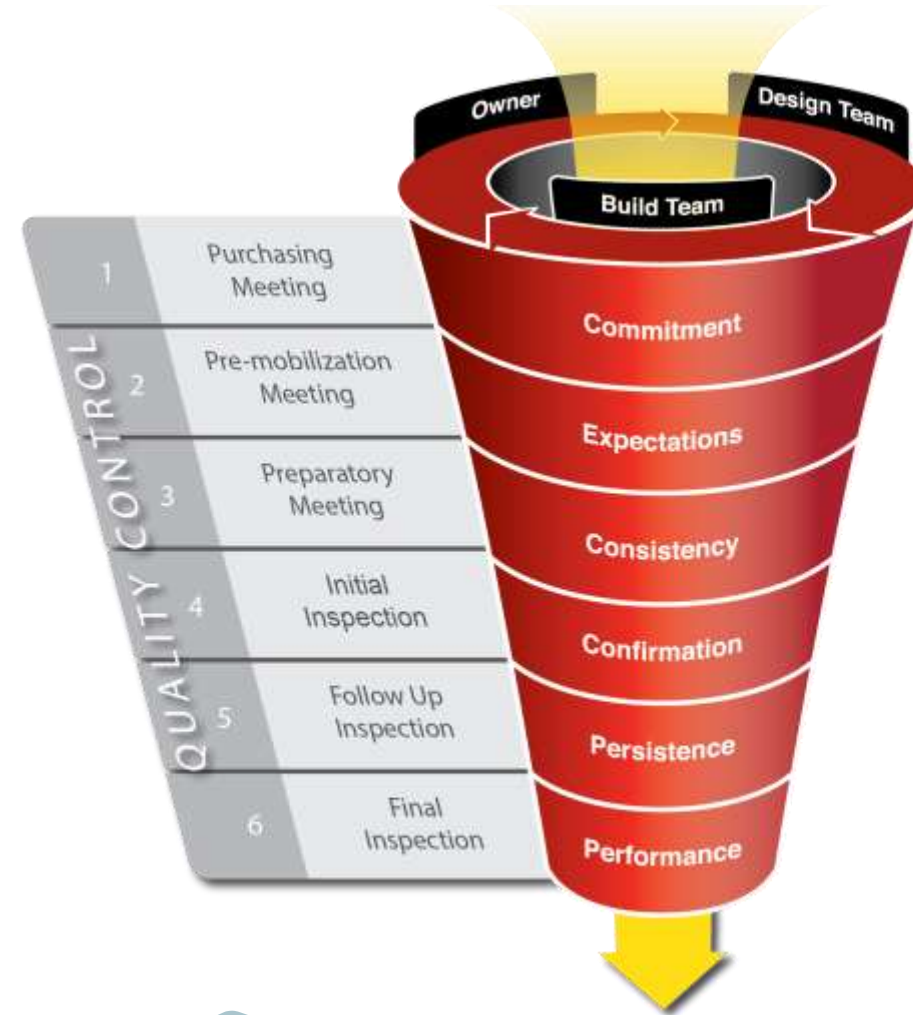 Owner
Design Team
Build Team
QUALITY CONTROL
1
Purchasing
Meeting
Commitment
2
Pre-mobilization
Meeting
Expectations
3
Preparatory
Meeting
Consistency
4
Initial
Inspection
Confirmation
5
Follow Up
Inspection
Persistence
6
Final
Inspection
Performance